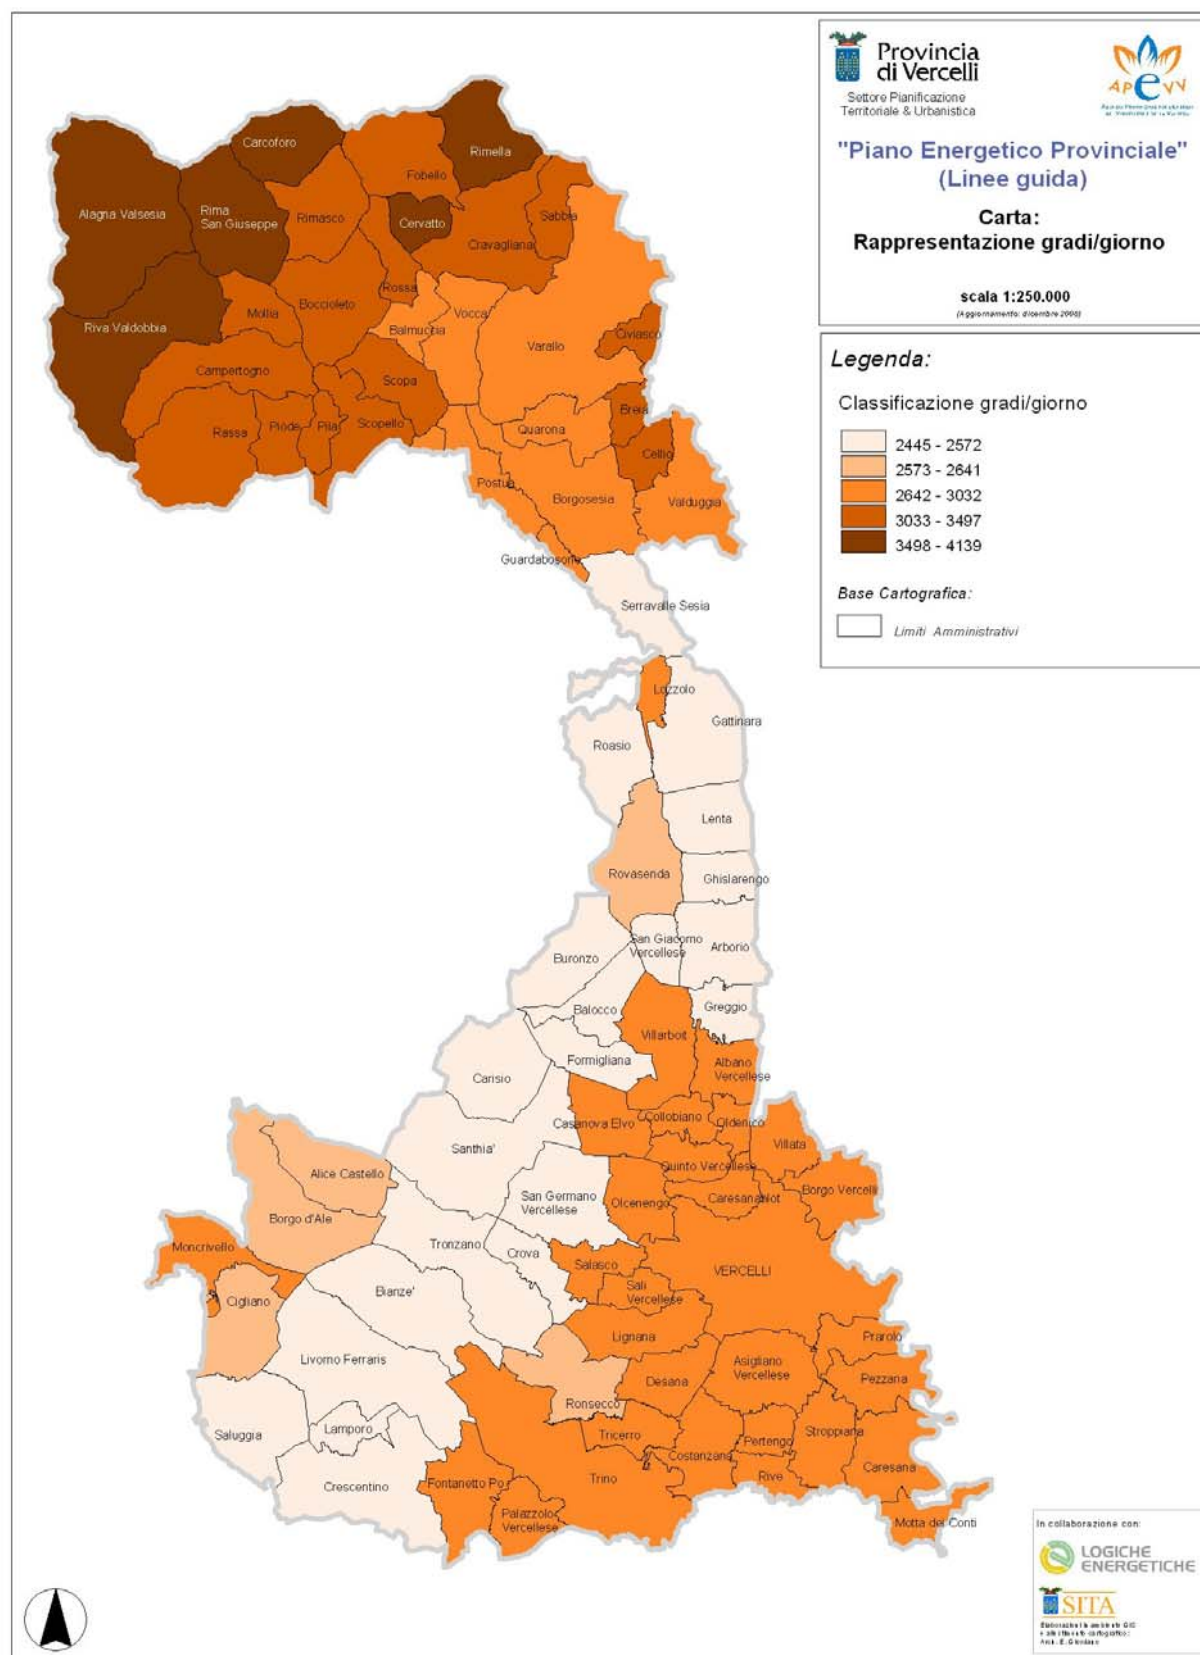 Provincia
di Vercelli
Settore Pianificazione
Territoriale & Urbanistica
APEVV
"Piano Energetico Provinciale"
(Linee guida)
Carta:
Rappresentazione gradi/giorno
scala 1:250.000
(Aggiornamento: dicembre 2008)
Legenda:
Classificazione gradi/giorno
2445 - 2572
2573 - 2641
2642 - 3032
3033 - 3497
3498 - 4139
Base Cartografica:
Limiti Amministrativi
Carcoforo
Rimella
Fobello
Alagna Valsesia
Rima
San Giuseppe
Rimasco
Cervatto
Sabbia
Cravagliana
Rossa
Boccioleto
Mollia
Riva Valdobbia
Balmuccia
Vocca
Varallo
Civiasco
Campertogno
Scopa
Rassa
Piode
Pila
Scopello
Breia
Quarona
Cellio
Postua
Borgosesia
Valduggia
Guardabosone
Serravalle Sesia
Lozzolo
Gattinara
Roasio
Lenta
Rovasenda
Ghislarengo
San Giacomo
Vercellese
Arborio
Buronzo
Balocco
Greggio
Villarboit
Formigliana
Albano
Vercellese
Carisio
Casanova Elvo
Collobiano
Oldenico
Santhia'
Villata
Quinto Vercellese
Alice Castello
San Germano
Vercellese
Olcenengo
Caresanablot
Borgo Vercelli
Borgo d'Ale
Moncrivello
Tronzano
Crova
Salasco
VERCELLI
Bianze'
Sali
Vercellese
Cigliano
Lignana
Prarolo
Livorno Ferraris
Asigliano
Vercellese
Desana
Pezzana
Ronsecco
Saluggia
Lamporo
Tricerro
Stroppiana
Pertengo
Costanzana
Caresana
Crescentino
Fontanetto Po
Trino
Rive
Palazzolo
Vercellese
Motta dei Conti
In collaborazione con:
LOGICHE
ENERGETICHE
SITA